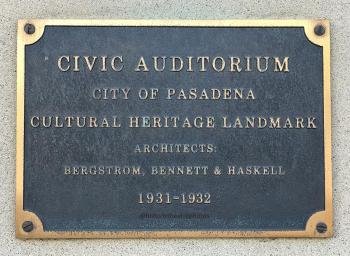 CIVIC AUDITORIUM
CITY OF PASADENA
CULTURAL HERITAGE LANDMARK
ARCHITECTS:
BERGSTROM, BENNETT & HASKELL
1931-1932